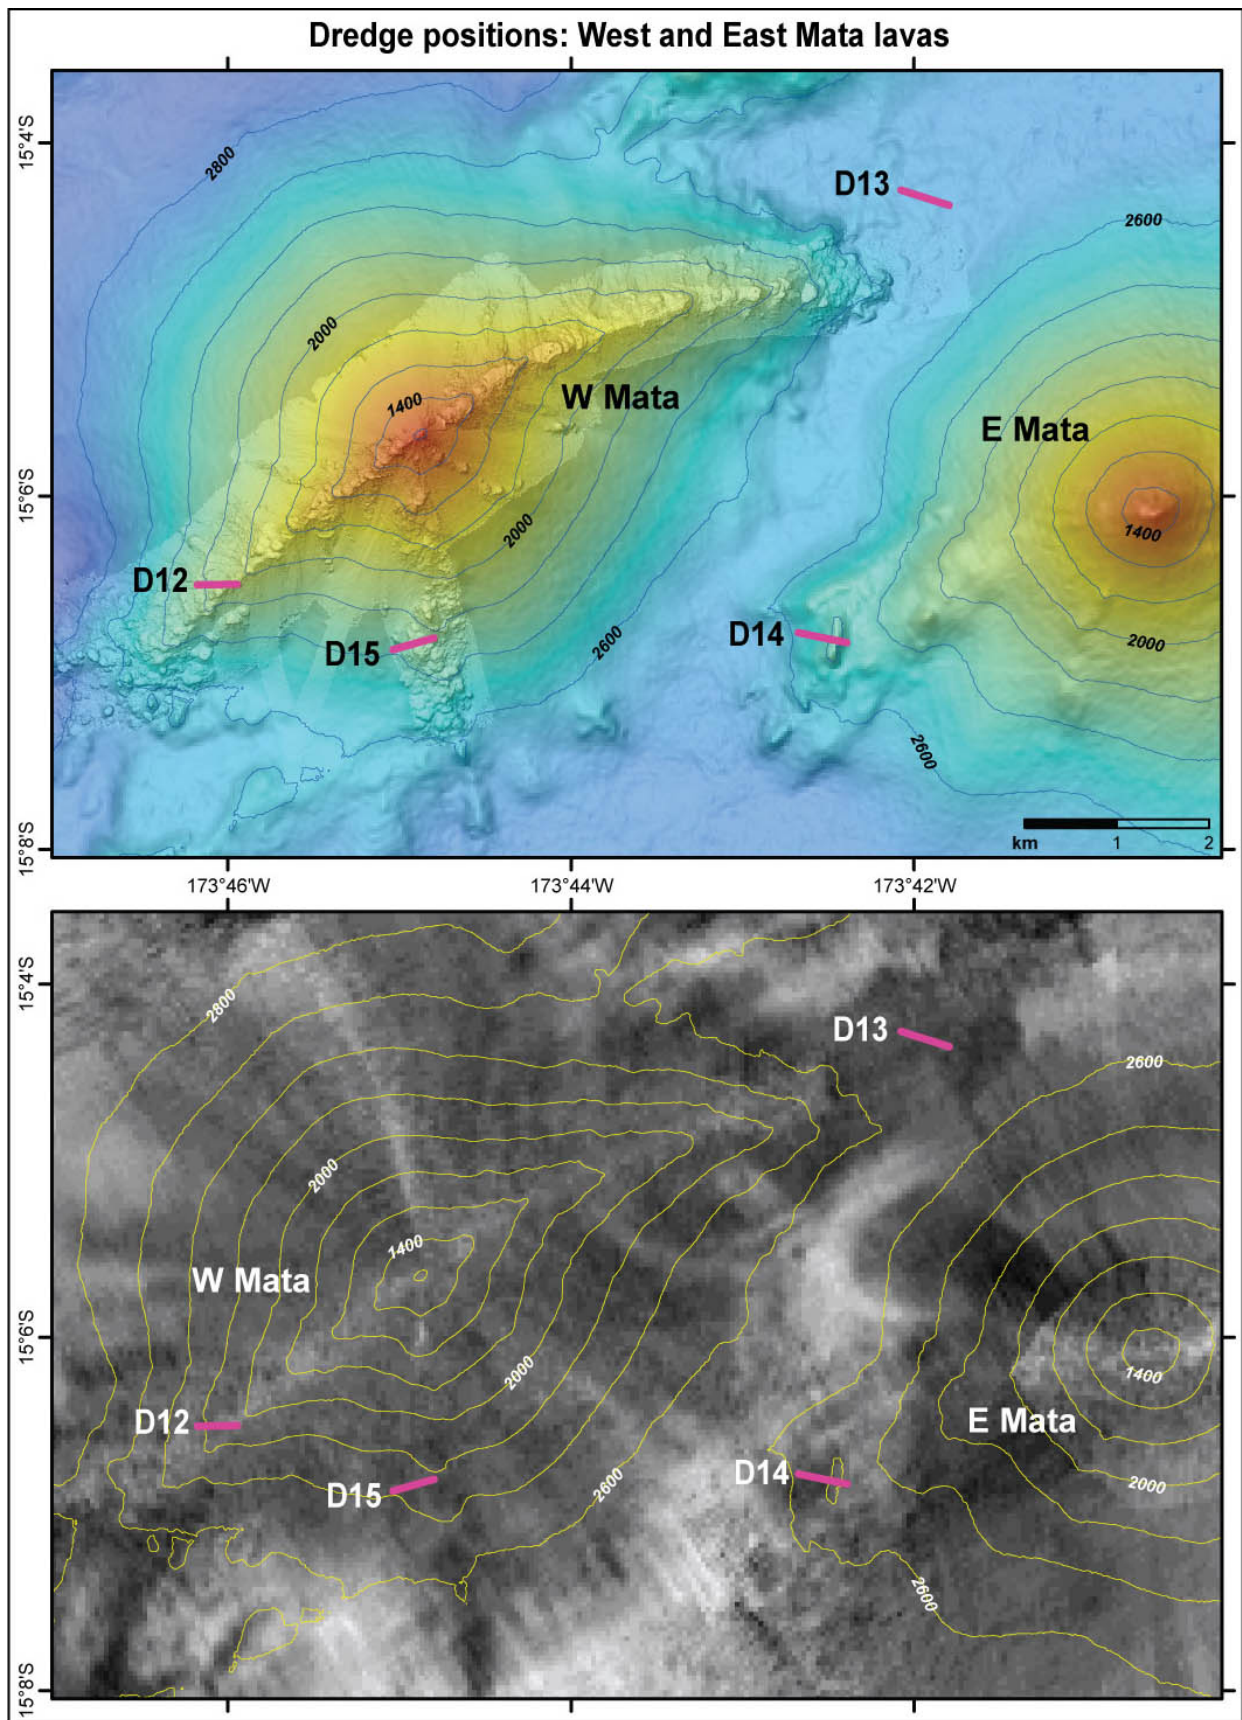 Dredge positions: West and East Mata lavas
15°4'S
2800
D13
2600
2000
1400
W Mata
E Mata
15°6'S
2000
1400
D12
D15
D14
2600
2000
2600
15°8'S
km 1 2
173°46'W 173°44'W 173°42'W
15°4'S
2800
D13
2600
2000
1400
W Mata
15°6'S
2000
1400
D12
E Mata
D15
D14
2600
2000
2600
15°8'S